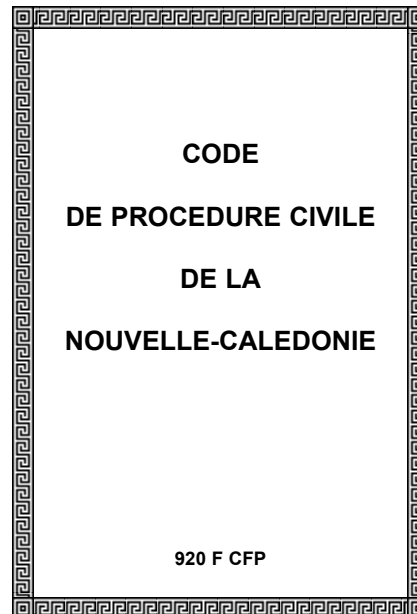 CODE
DE PROCEDURE CIVILE
DE LA
NOUVELLE-CALEDONIE
920 F CFP